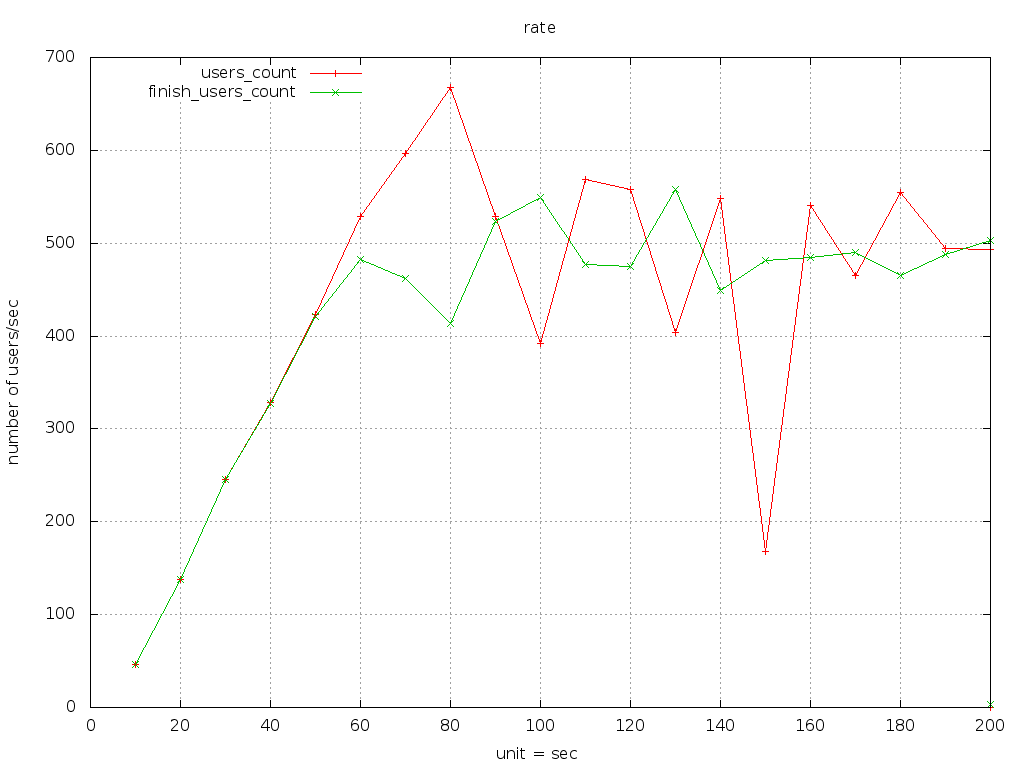 rate
700
users_count
finish_users_count
600
500
400
300
200
100
0
number of users/sec
0 20 40 60 80 100 120 140 160 180 200
unit = sec